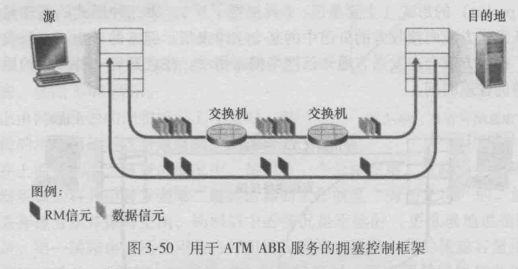 源
目的地
交换机
交换机
图例:
RM信元
数据信元
图 3-50 用于 ATM ABR 服务的拥塞控制框架